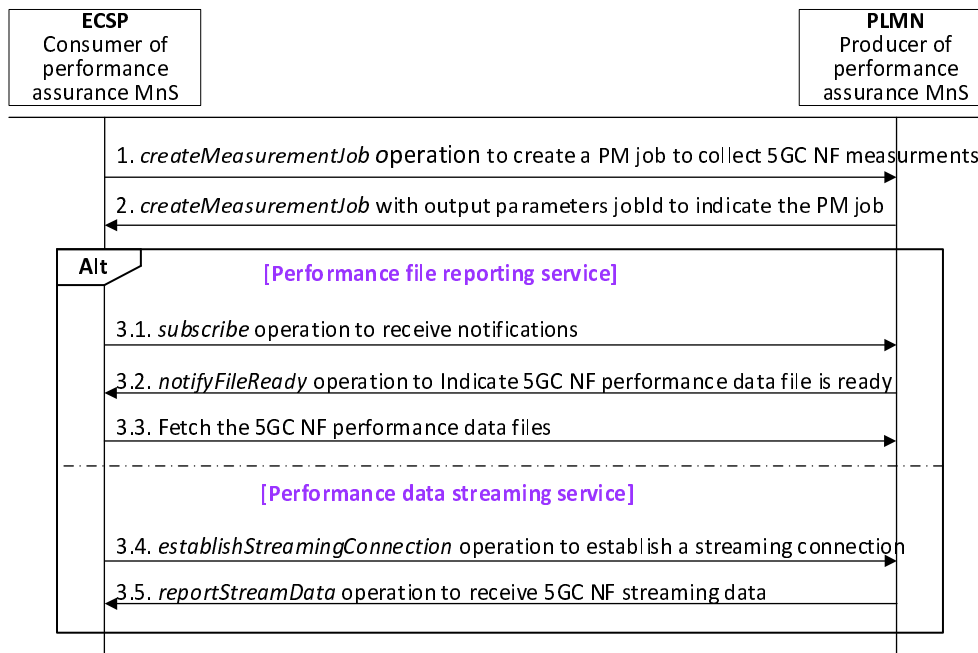 ECSP
Consumer of
performance
assurance MnS
PLMN
Producer of
performance
assurance MnS
1. createMeasurementJob operation to create a PM job to collect 5GC NF measurments
2. createMeasurementJob with output parameters jobId to indicate the PM job
Alt
[Performance file reporting service]
3.1. subscribe operation to receive notifications
3.2. notifyFileReady operation to Indicate 5GC NF performance data file is ready
3.3. Fetch the 5GC NF performance data files
[Performance data streaming service]
3.4. establishStreamingConnection operation to establish a streaming connection
3.5. reportStreamData operation to receive 5GC NF streaming data